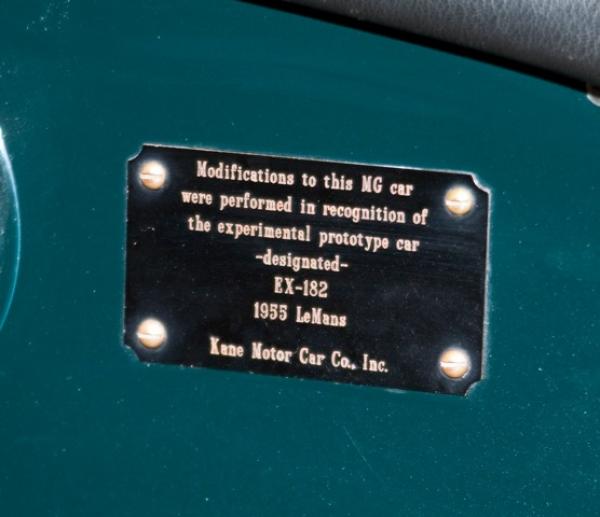 Modifications to this MG car
were performed in recognition of
the experimental prototype car
-designated-
EX-182
1955 LeMans
Kane Motor Car Co., Inc.